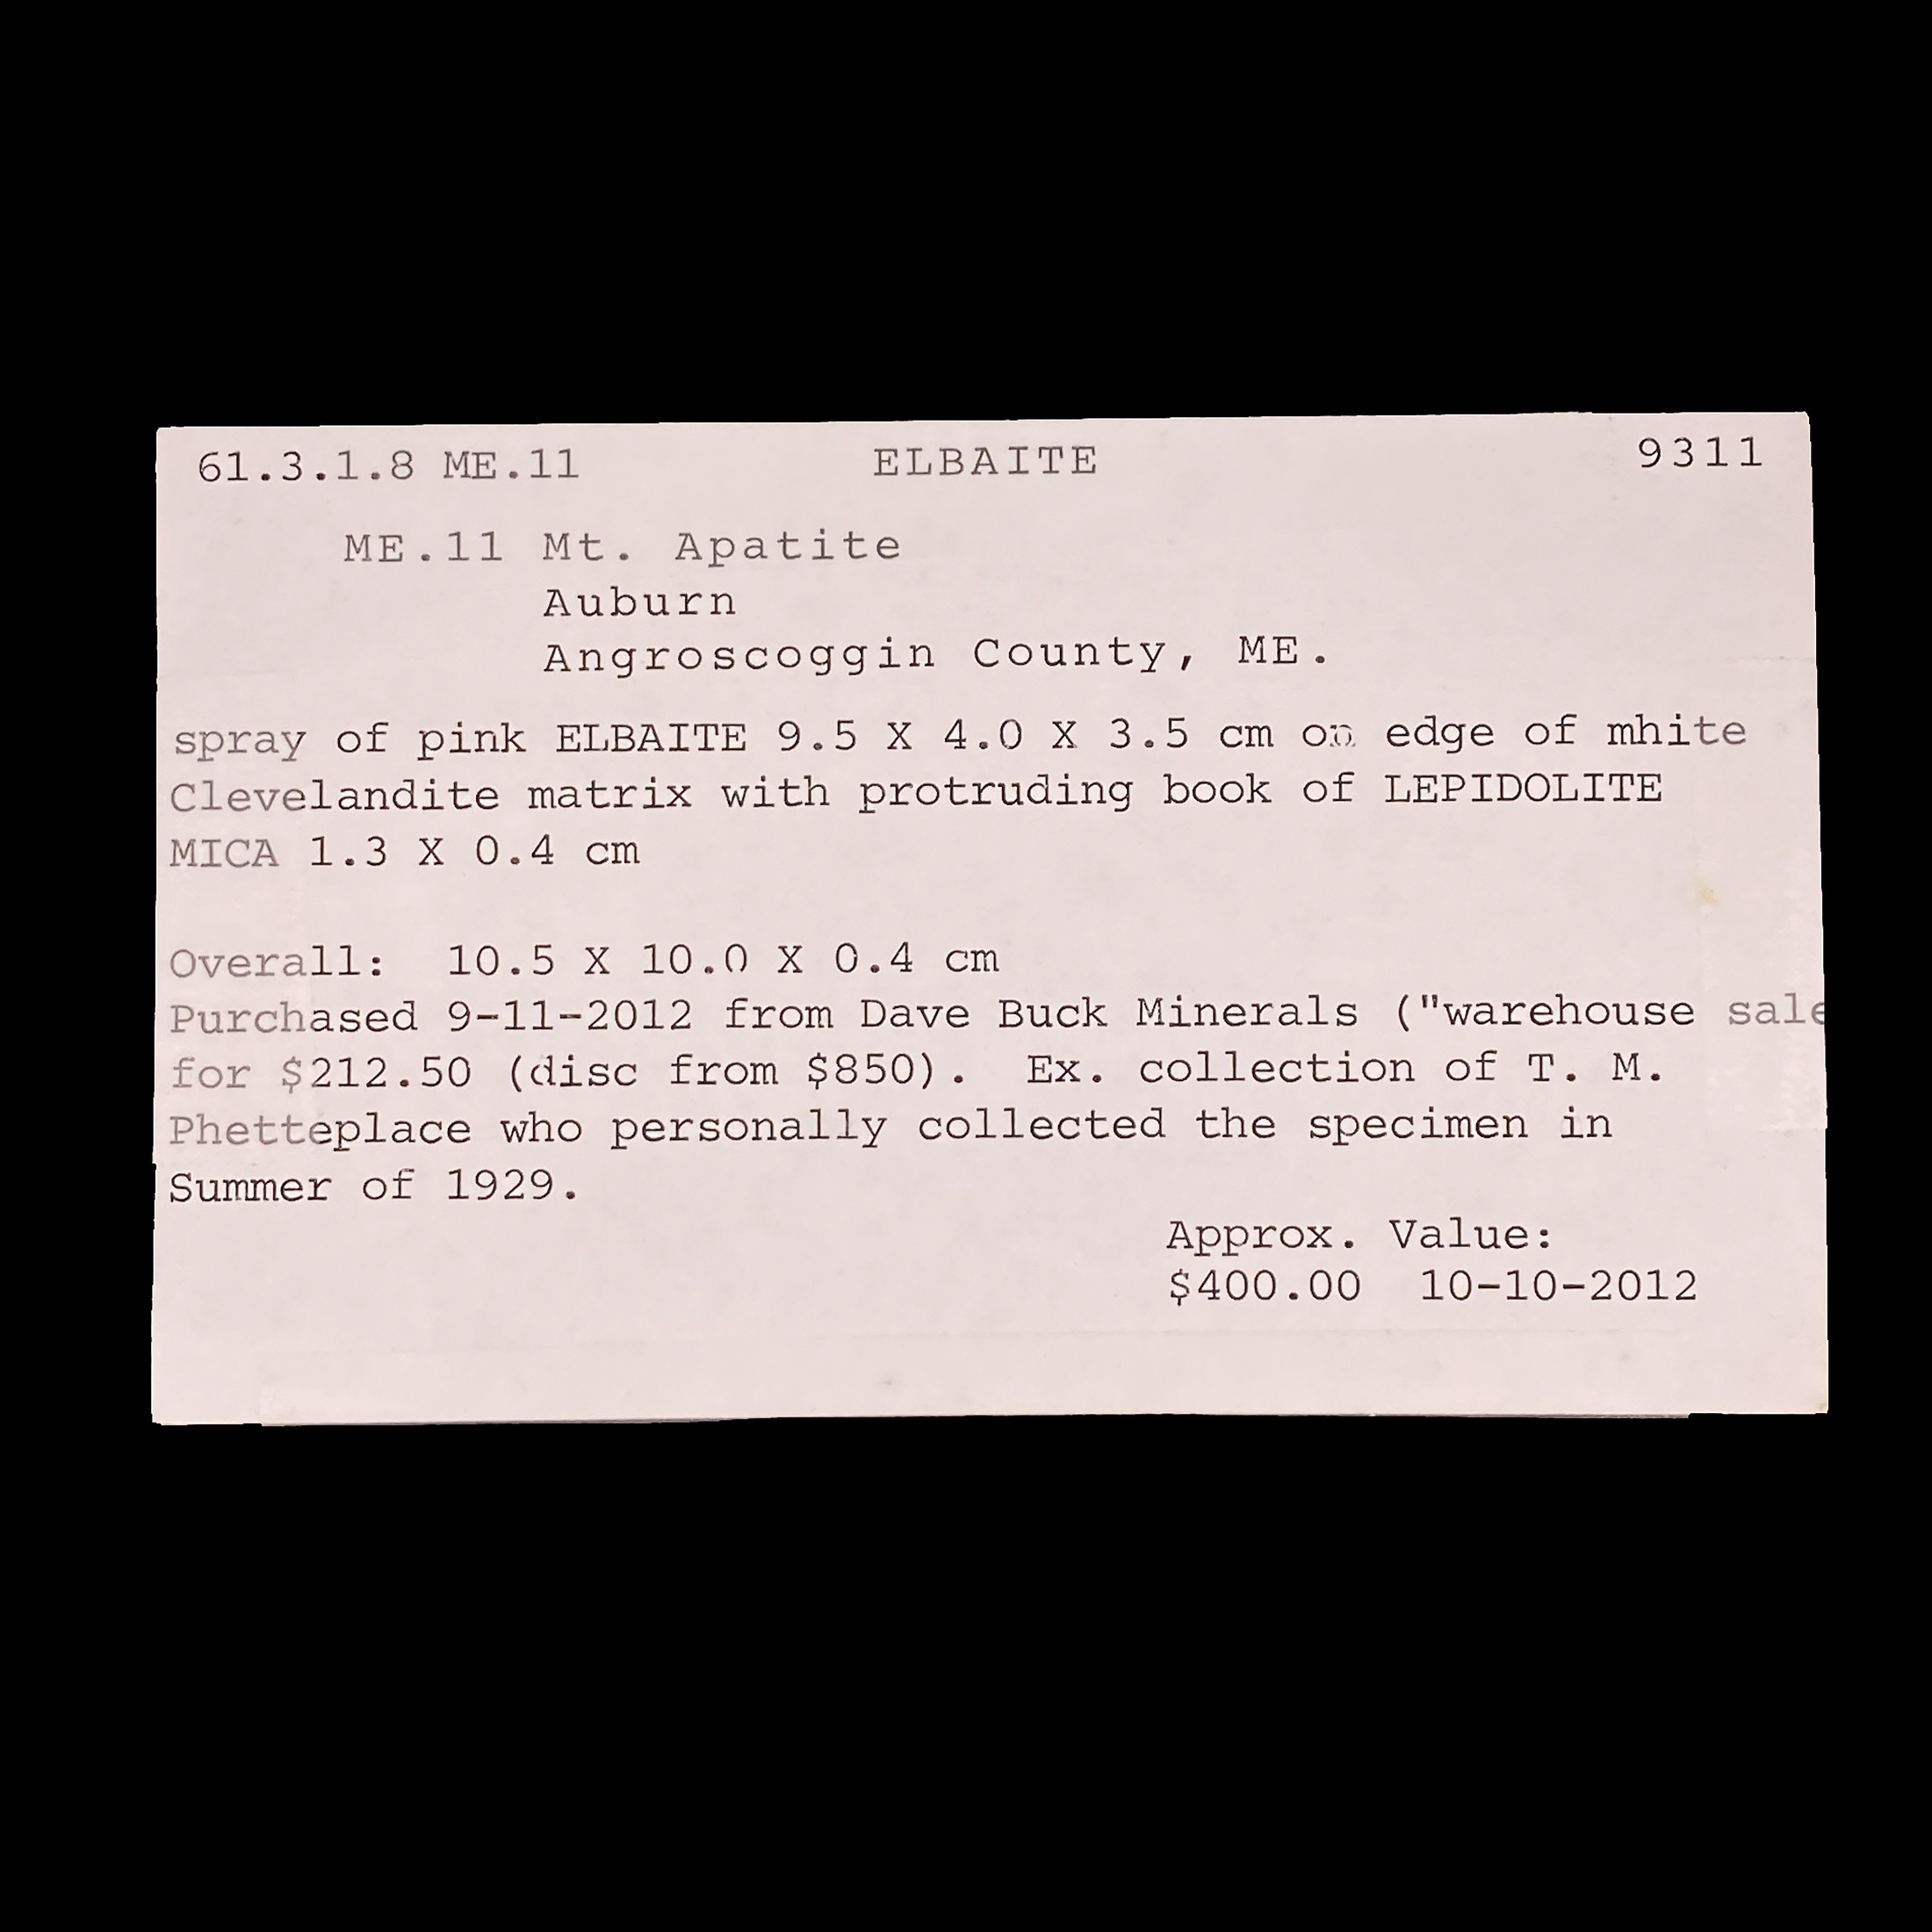 61.3.1.8 ME.11 ELBAITE 9311
ME.11 Mt. Apatite
Auburn
Angroscoggin County, ME.
spray of pink ELBAITE 9.5 X 4.0 X 3.5 cm on edge of mhite
Clevelandite matrix with protruding book of LEPIDOLITE
MICA 1.3 X 0.4 cm
Overall: 10.5 X 10.0 X 0.4 cm
Purchased 9-11-2012 from Dave Buck Minerals ("warehouse sale
for $212.50 (disc from $850). Ex. collection of T. M.
Phetteplace who personally collected the specimen in
Summer of 1929.
Approx. Value:
$400.00 10-10-2012